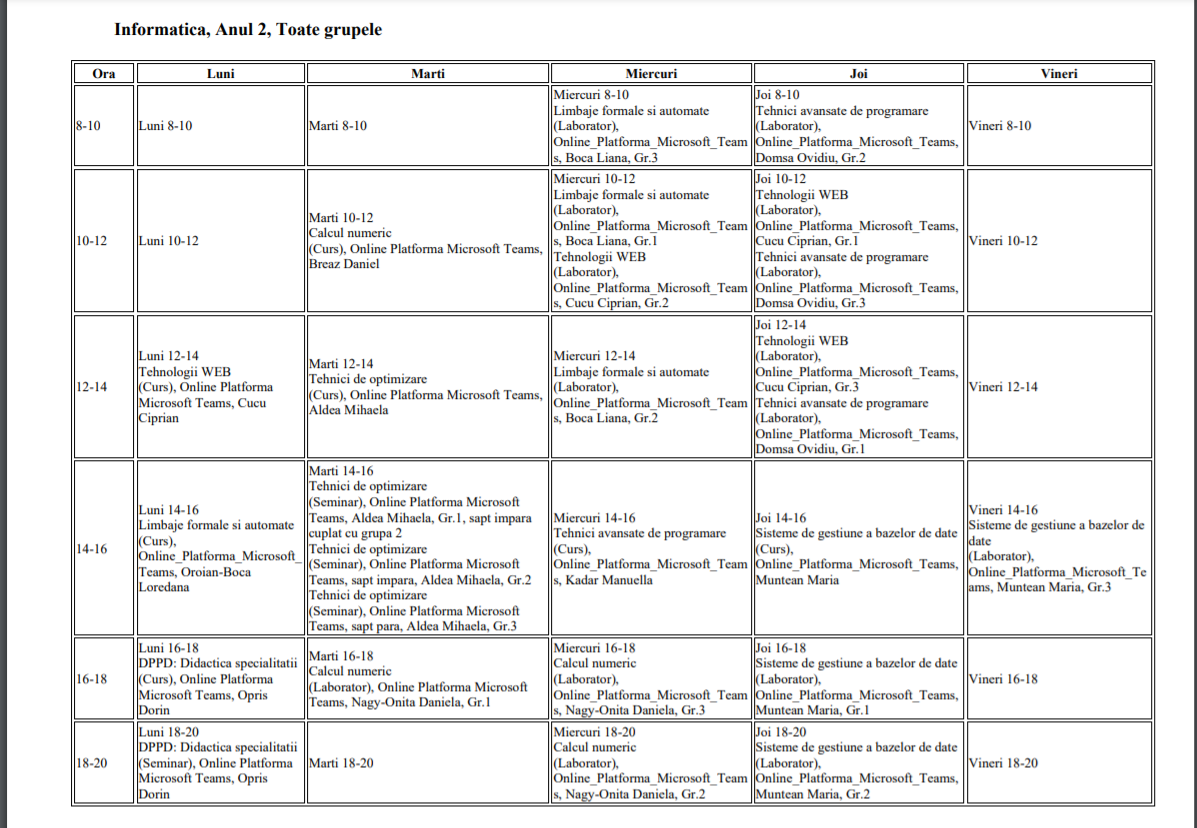 Informatica, Anul 2, Toate grupele
Ora
Luni
Marti
Miercuri
Joi
Vineri
8-10
Luni 8-10
Marti 8-10
Miercuri 8-10
Limbaje formale si automate
(Laborator),
Online_Platforma_Microsoft_Team
s, Boca Liana, Gr.3
Joi 8-10
Tehnici avansate de programare
(Laborator),
Online_Platforma_Microsoft_Teams,
Domsa Ovidiu, Gr.2
Vineri 8-10
10-12
Luni 10-12
Marti 10-12
Calcul numeric
(Curs), Online Platforma Microsoft Teams,
Breaz Daniel
Miercuri 10-12
Limbaje formale si automate
(Laborator),
Online_Platforma_Microsoft_Team
s, Boca Liana, Gr.1
Tehnologii WEB
(Laborator),
Online_Platforma_Microsoft_Team
s, Cucu Ciprian, Gr.2
Joi 10-12
Tehnologii WEB
(Laborator),
Online_Platforma_Microsoft_Teams,
Cucu Ciprian, Gr.1
Tehnici avansate de programare
(Laborator),
Online_Platforma_Microsoft_Teams,
Domsa Ovidiu, Gr.3
Vineri 10-12
12-14
Luni 12-14
Tehnologii WEB
(Curs), Online Platforma
Microsoft Teams, Cucu
Ciprian
Marti 12-14
Tehnici de optimizare
(Curs), Online Platforma Microsoft Teams,
Aldea Mihaela
Miercuri 12-14
Limbaje formale si automate
(Laborator),
Online_Platforma_Microsoft_Team
s, Boca Liana, Gr.2
Joi 12-14
Tehnologii WEB
(Laborator),
Online_Platforma_Microsoft_Teams,
Cucu Ciprian, Gr.3
Tehnici avansate de programare
(Laborator),
Online_Platforma_Microsoft_Teams,
Domsa Ovidiu, Gr.1
Vineri 12-14
14-16
Luni 14-16
Limbaje formale si automate
(Curs),
Online_Platforma_Microsoft_
Teams, Oroian-Boca
Loredana
Marti 14-16
Tehnici de optimizare
(Seminar), Online Platforma Microsoft
Teams, Aldea Mihaela, Gr.1, sapt impara
cuplat cu grupa 2
Tehnici de optimizare
(Seminar), Online Platforma Microsoft
Teams, sapt impara, Aldea Mihaela, Gr.2
Tehnici de optimizare
(Seminar), Online Platforma Microsoft
Teams, sapt para, Aldea Mihaela, Gr.3
Miercuri 14-16
Tehnici avansate de programare
(Curs),
Online_Platforma_Microsoft_Team
s, Kadar Manuella
Joi 14-16
Sisteme de gestiune a bazelor de date
(Curs),
Online_Platforma_Microsoft_Teams,
Muntean Maria
Vineri 14-16
Sisteme de gestiune a bazelor de
date
(Laborator),
Online_Platforma_Microsoft_Te
ams, Muntean Maria, Gr.3
16-18
Luni 16-18
DPPD: Didactica specialitatii
(Curs), Online Platforma
Microsoft Teams, Opris
Dorin
Marti 16-18
Calcul numeric
(Laborator), Online Platforma Microsoft
Teams, Nagy-Onita Daniela, Gr.1
Miercuri 16-18
Calcul numeric
(Laborator),
Online_Platforma_Microsoft_Team
s, Nagy-Onita Daniela, Gr.3
Joi 16-18
Sisteme de gestiune a bazelor de date
(Laborator),
Online_Platforma_Microsoft_Teams,
Muntean Maria, Gr.1
Vineri 16-18
18-20
Luni 18-20
DPPD: Didactica specialitatii
(Seminar), Online Platforma
Microsoft Teams, Opris
Dorin
Marti 18-20
Miercuri 18-20
Calcul numeric
(Laborator),
Online_Platforma_Microsoft_Team
s, Nagy-Onita Daniela, Gr.2
Joi 18-20
Sisteme de gestiune a bazelor de date
(Laborator),
Online_Platforma_Microsoft_Teams,
Muntean Maria, Gr.2
Vineri 18-20